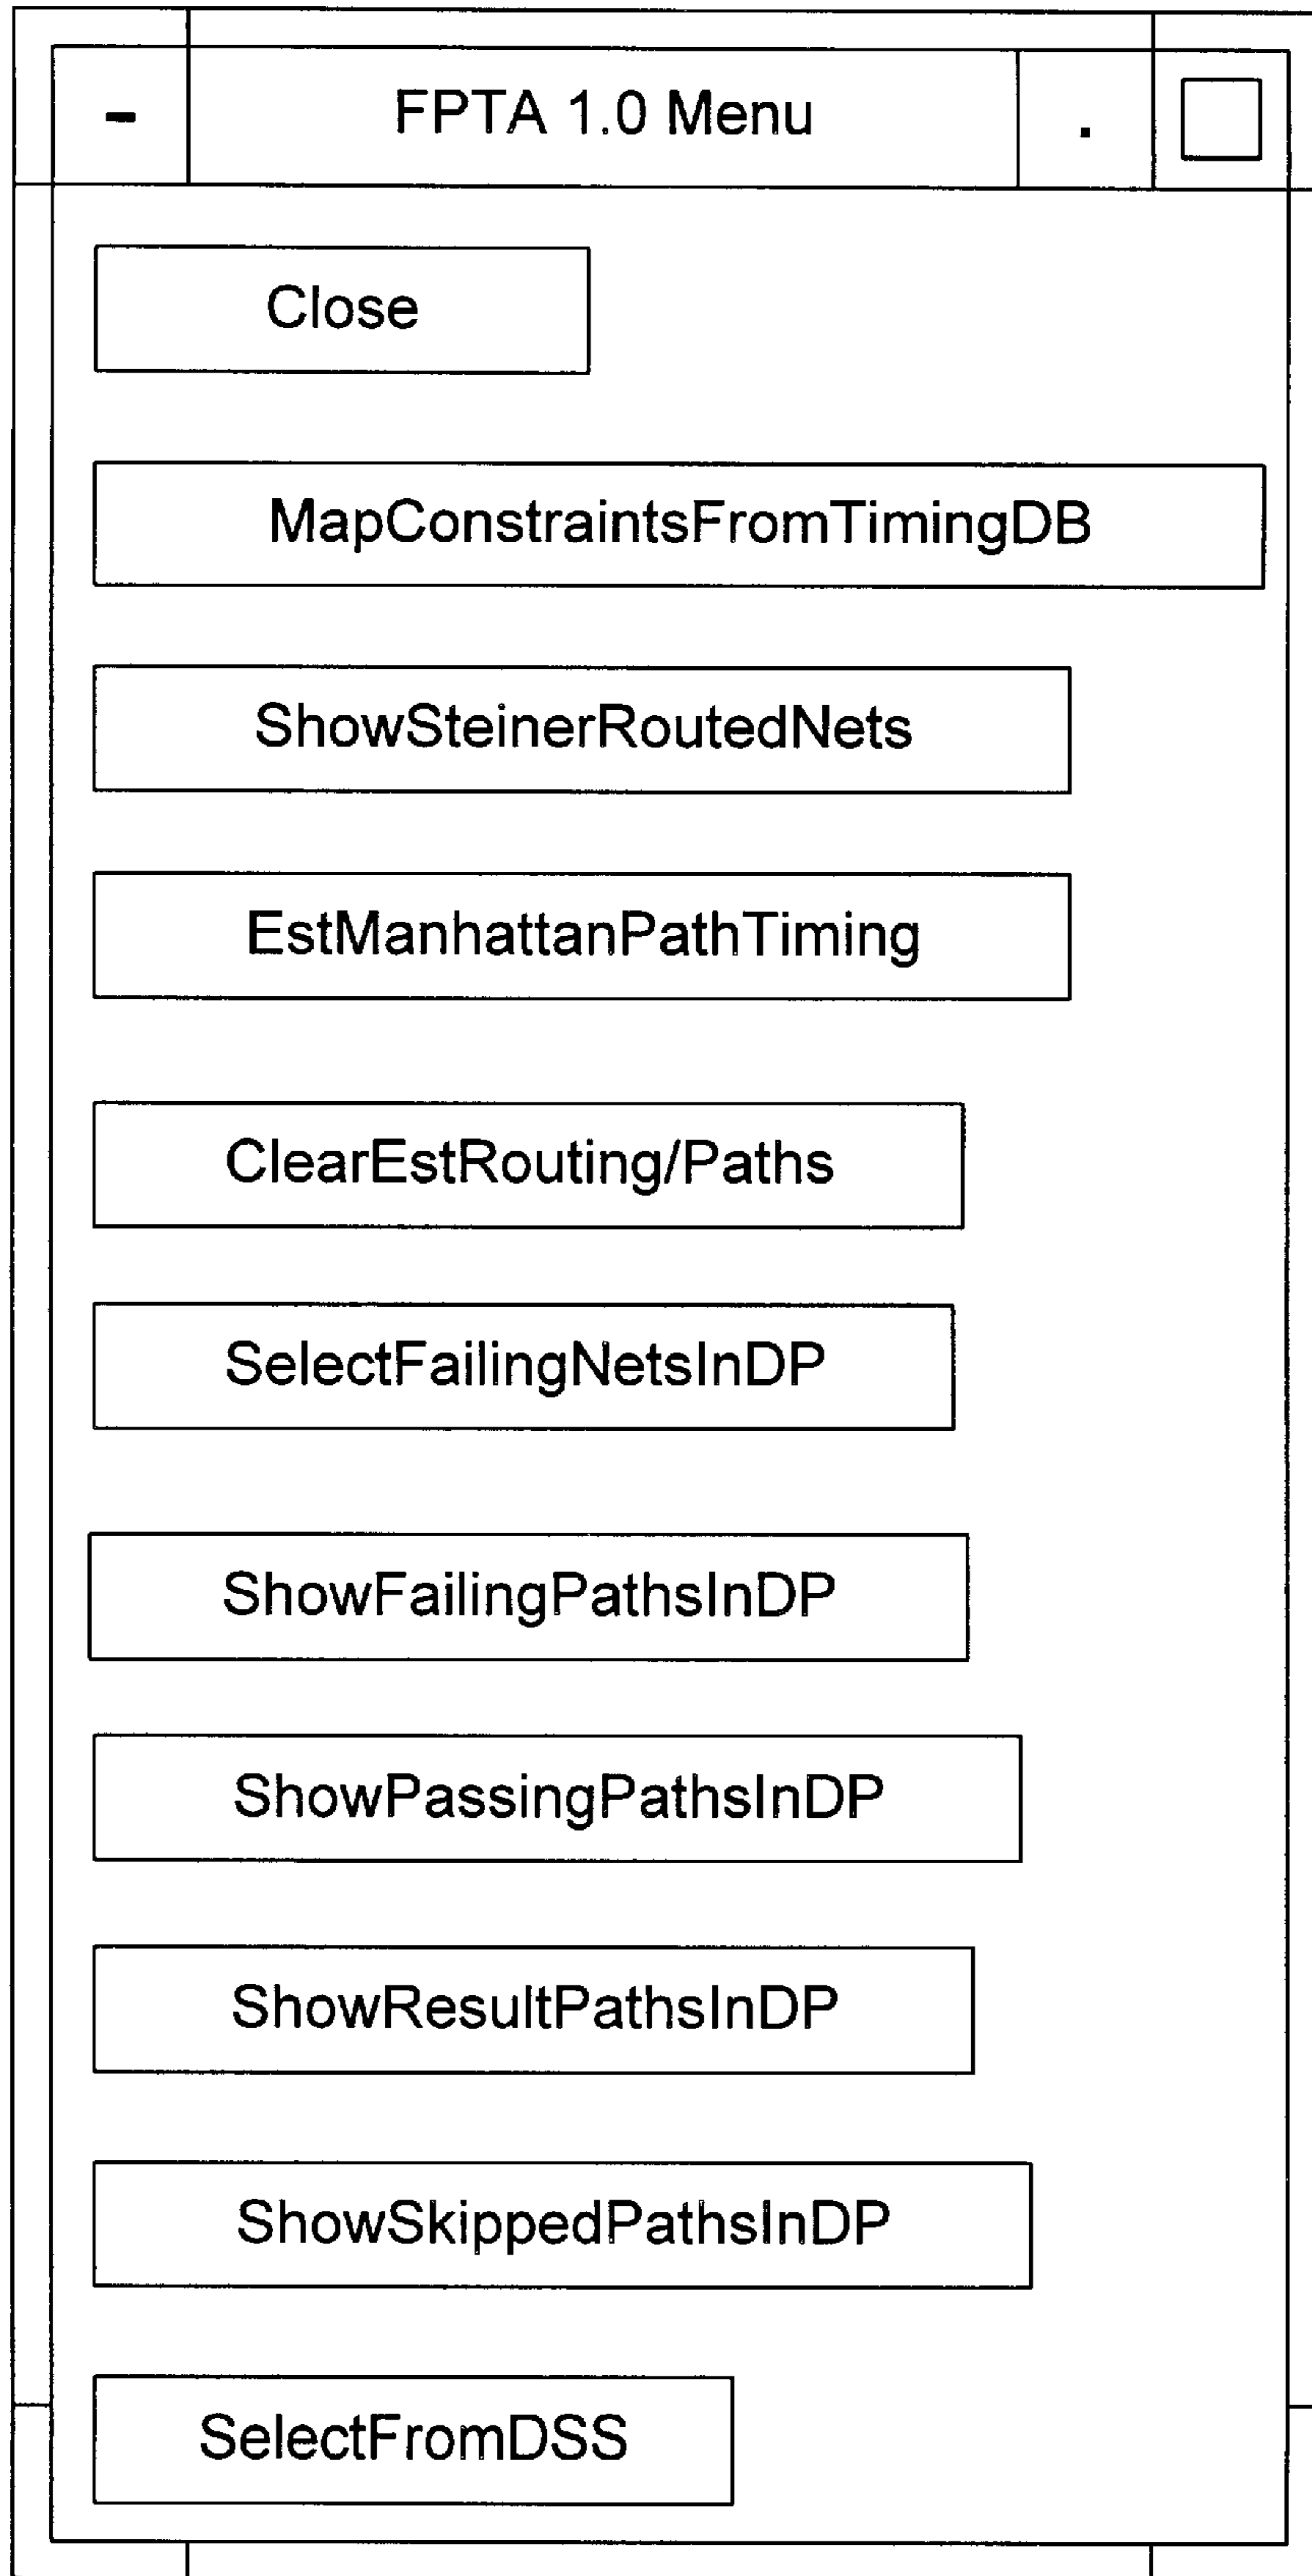 - FPTA 1.0 Menu .
Close
MapConstraintsFromTimingDB
ShowSteinerRoutedNets
EstManhattanPathTiming
ClearEstRouting/Paths
SelectFailingNetsInDP
ShowFailingPathsInDP
ShowPassingPathsInDP
ShowResultPathsInDP
ShowSkippedPathsInDP
SelectFromDSS